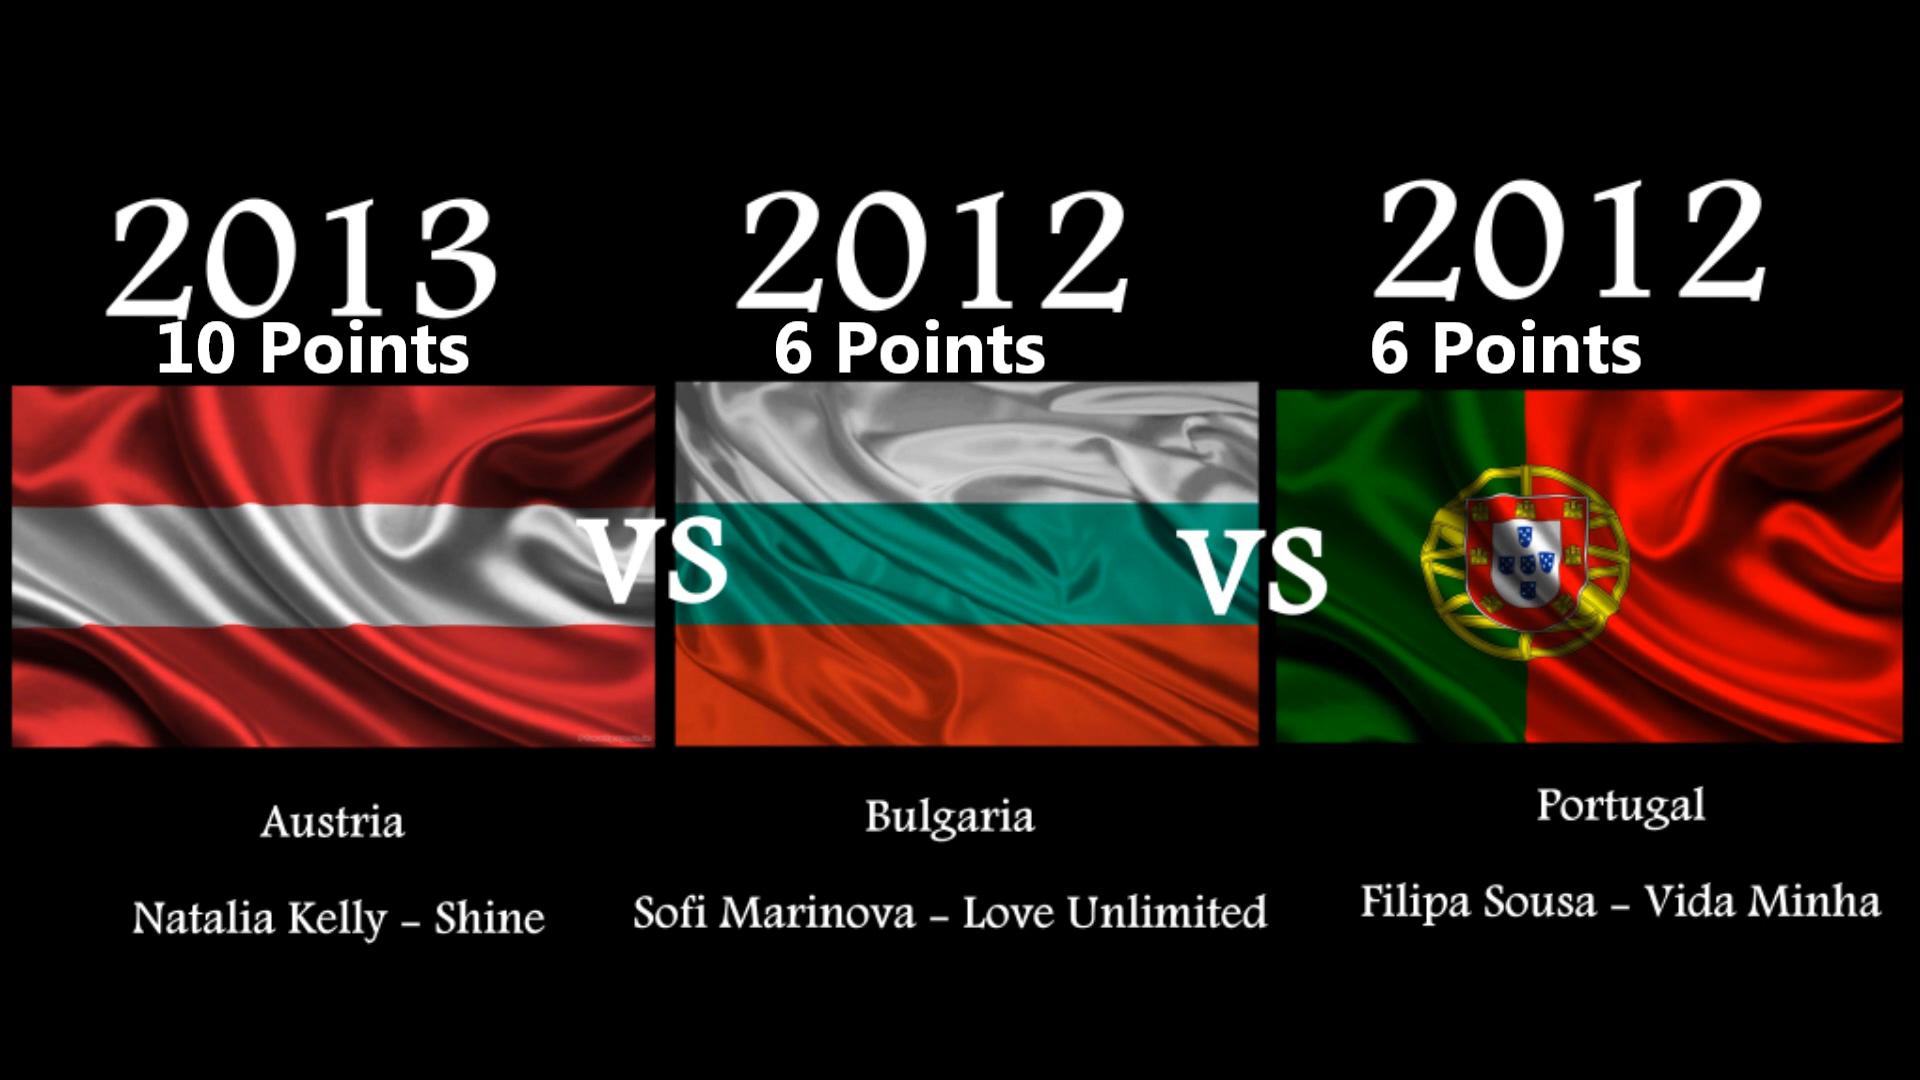 2013
10 Points
2012
6 Points
2012
6 Points
vs
vs
Austria
Natalia Kelly – Shine
Bulgaria
Sofi Marinova – Love Unlimited
Portugal
Filipa Sousa – Vida Minha